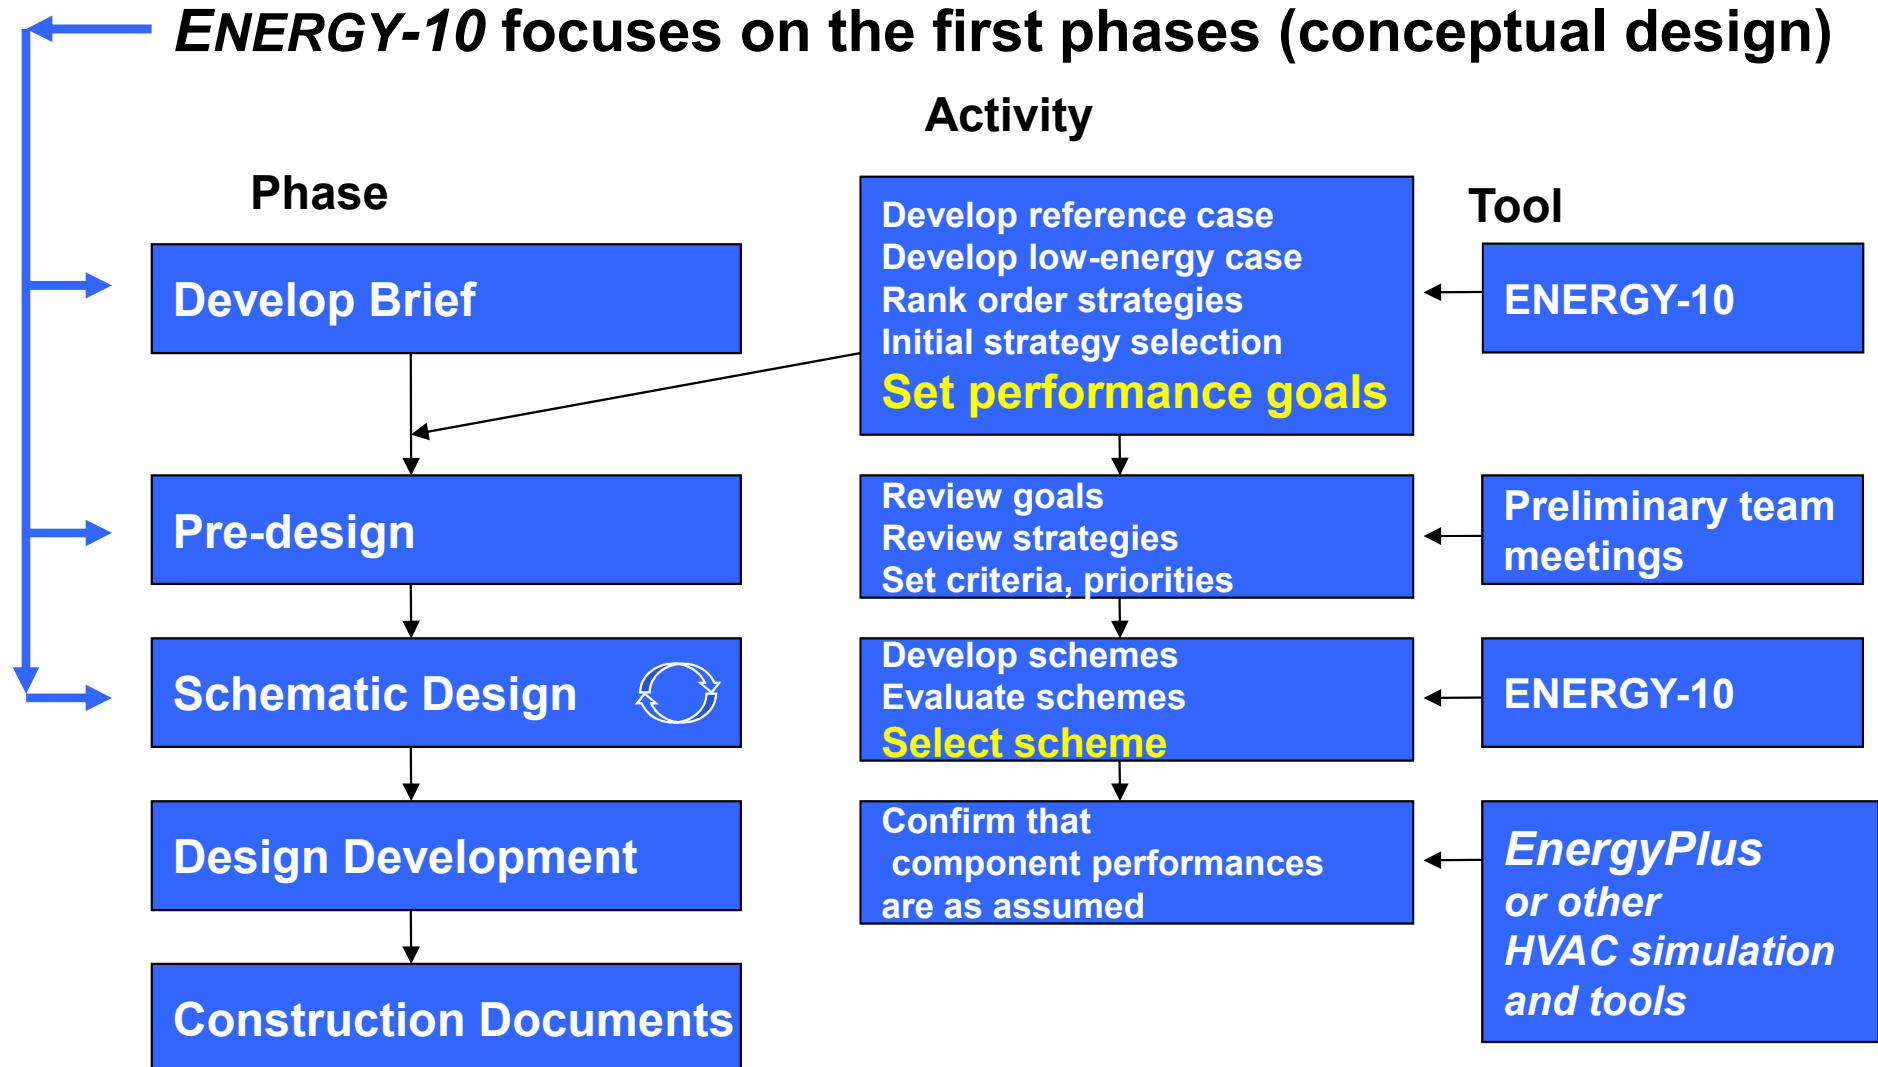 ENERGY-10 focuses on the first phases (conceptual design)
Activity
Phase
Tool
Develop Brief
Develop reference case
Develop low-energy case
Rank order strategies
Initial strategy selection
Set performance goals
ENERGY-10
Pre-design
Review goals
Review strategies
Set criteria, priorities
Preliminary team
meetings
Schematic Design
Develop schemes
Evaluate schemes
Select scheme
ENERGY-10
Design Development
Confirm that
component performances
are as assumed
EnergyPlus
or other
HVAC simulation
and tools
Construction Documents